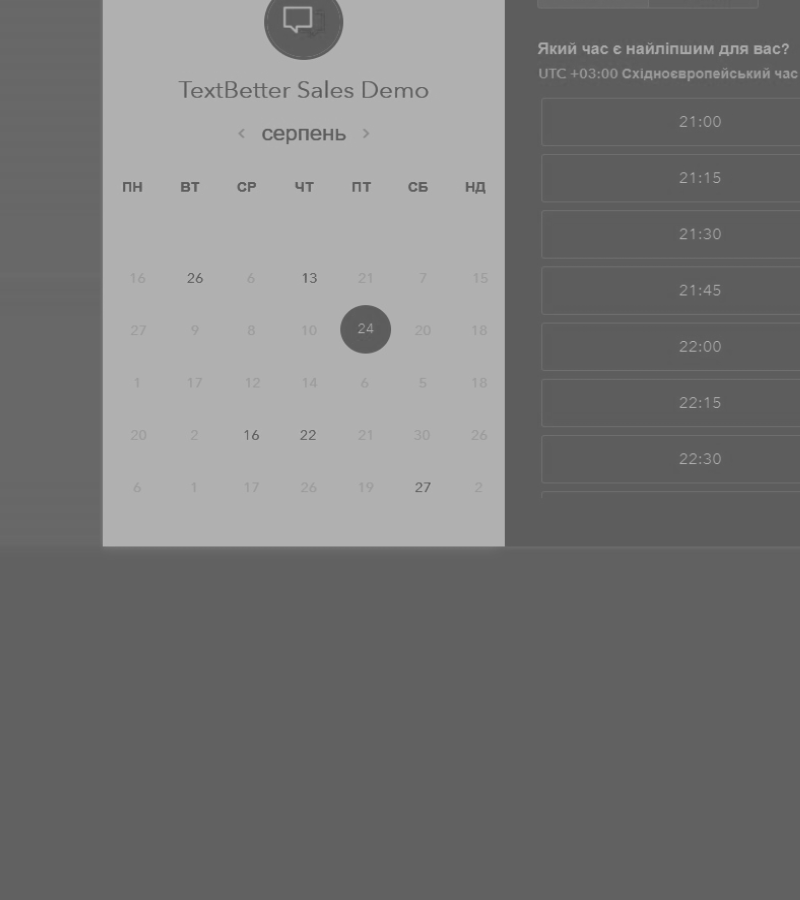 TextBetter Sales Demo
серпень
ПН ВТ СР ЧТ ПТ СБ НД
16 26 6 13 21 7 15
27 9 8 10 24 20 18
1 17 12 14 6 5 18
20 2 16 22 21 30 26
6 1 17 26 19 27 2
Який час є найліпшим для вас?
UTC +03:00 Східноєвропейський час
21:00
21:15
21:30
21:45
22:00
22:15
22:30